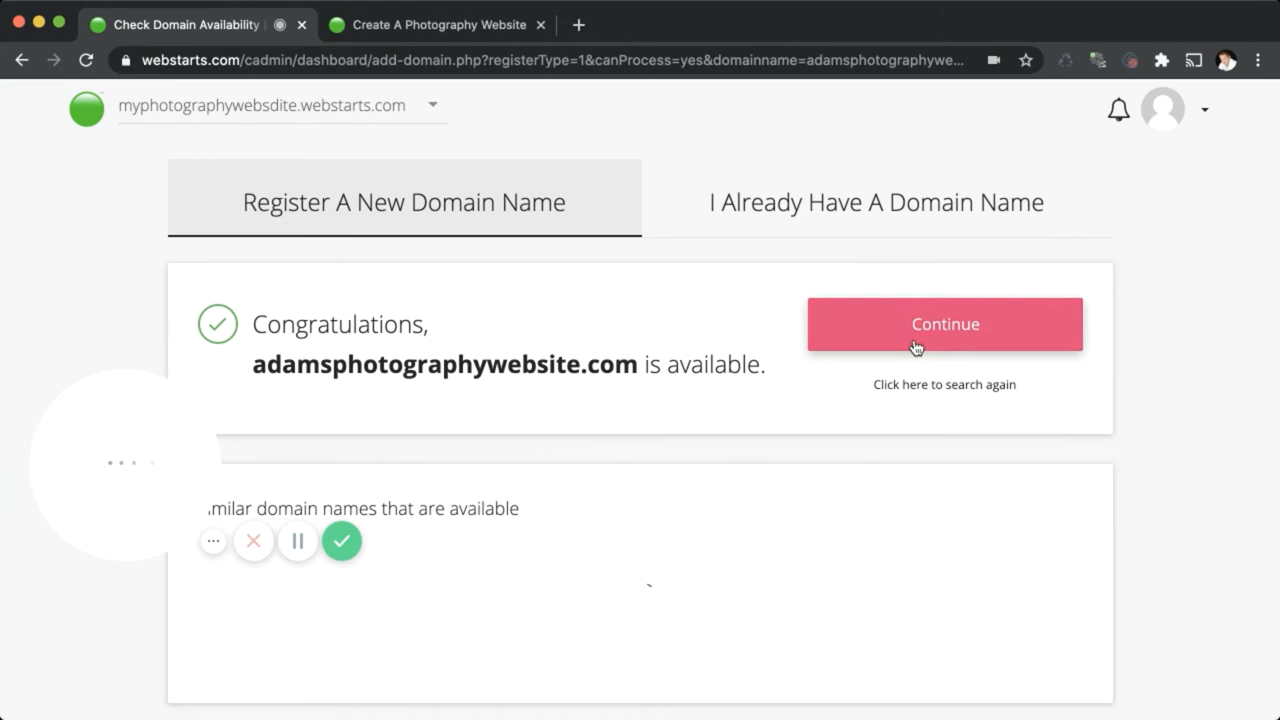 Check Domain Availability
Create A Photography Website
webstarts.com/cadmin/dashboard/add-domain.php?registerType=1&canProcess=yes&domainname=adamsphotographywe...
myphotographywebsdite.webstarts.com
Register A New Domain Name
I Already Have A Domain Name
Congratulations,
adamsphotographywebsite.com is available.
Continue
Click here to search again
imilar domain names that are available